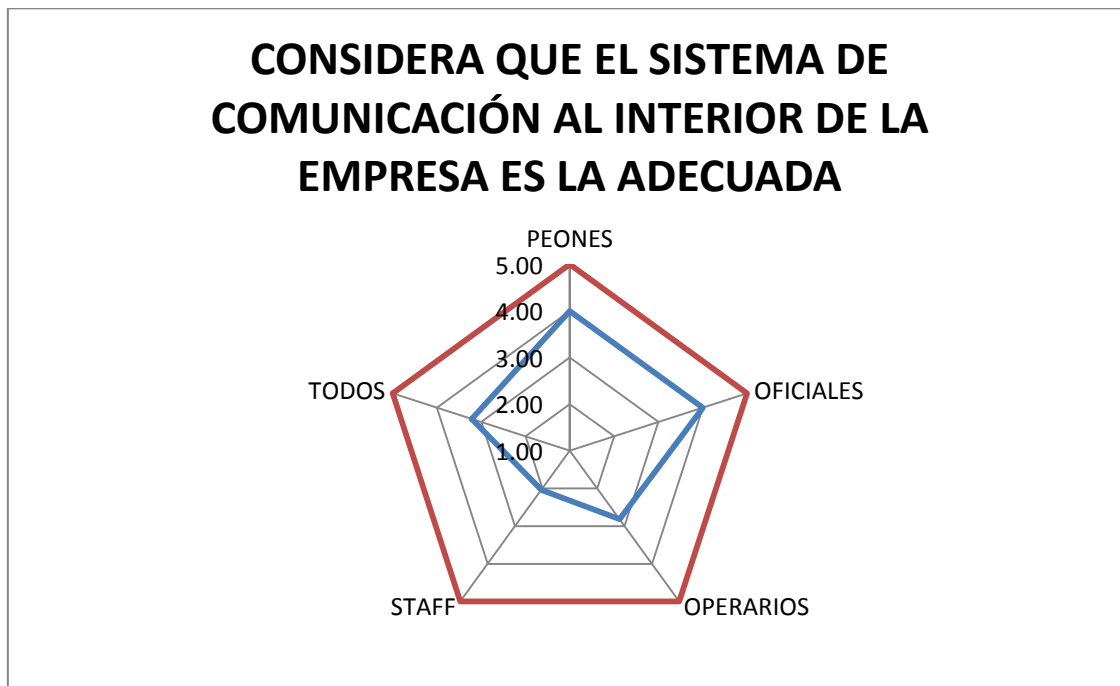 CONSIDERA QUE EL SISTEMA DE
COMUNICACIÓN AL INTERIOR DE LA
EMPRESA ES LA ADECUADA
PEONES
5.00
4.00
3.00
2.00
1.00
TODOS
OFICIALES
STAFF
OPERARIOS